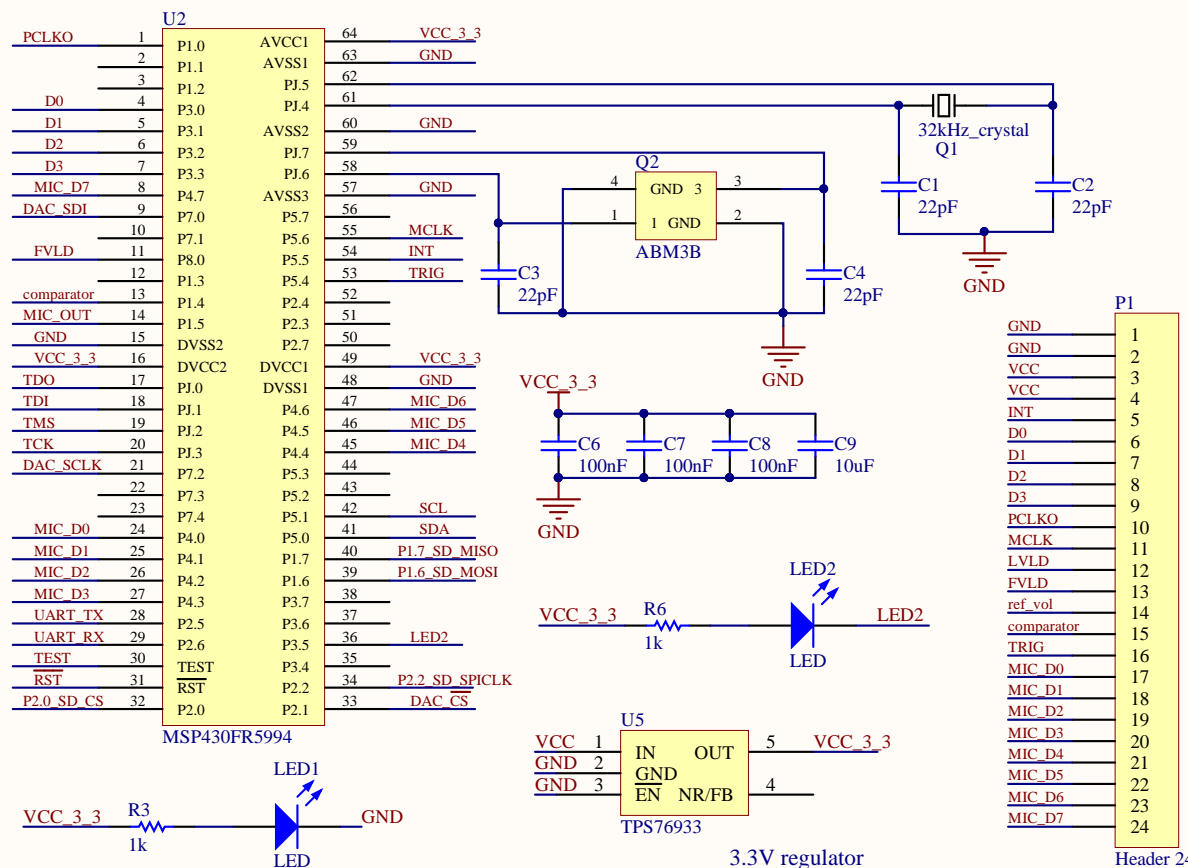 U2
PCLKO 1 P1.0 AVCC1 64 VCC_3_3
2 P1.1 AVSS1 63 GND
3 P1.2 PJ.5 62
D0 4 P3.0 PJ.4 61
D1 5 P3.1 AVSS2 60 GND
D2 6 P3.2 PJ.7 59
D3 7 P3.3 PJ.6 58
MIC_D7 8 P4.7 AVSS3 57 GND
DAC_SDI 9 P7.0 P5.7 56
10 P7.1 P5.6 55 MCLK
FVLD 11 P8.0 P5.5 54 INT
12 P1.3 P5.4 53 TRIG
comparator 13 P1.4 P2.4 52
MIC_OUT 14 P1.5 P2.3 51
GND 15 DVSS2 P2.7 50
VCC_3_3 16 DVCC2 DVCC1 49 VCC_3_3
TDO 17 PJ.0 DVSS1 48 GND
TDI 18 PJ.1 P4.6 47 MIC_D6
TMS 19 PJ.2 P4.5 46 MIC_D5
TCK 20 PJ.3 P4.4 45 MIC_D4
DAC_SCLK 21 P7.2 P5.3 44
22 P7.3 P5.2 43
23 P7.4 P5.1 42 SCL
MIC_D0 24 P4.0 P5.0 41 SDA
MIC_D1 25 P4.1 P1.7 40 P1.7_SD_MISO
MIC_D2 26 P4.2 P1.6 39 P1.6_SD_MOSI
MIC_D3 27 P4.3 P3.7 38
UART_TX 28 P2.5 P3.6 37
UART_RX 29 P2.6 P3.5 36 LED2
TEST 30 TEST P3.4 35
RST 31 RST P2.2 34 P2.2_SD_SPICLK
P2.0_SD_CS 32 P2.0 P2.1 33 DAC_CS
MSP430FR5994
32kHz_crystal
Q1
C1
22pF
C2
22pF
GND
Q2
4 GND 3 3
1 1 GND 2
ABM3B
C3
22pF
C4
22pF
GND
VCC_3_3
C6
100nF
C7
100nF
C8
100nF
C9
10uF
GND
LED2
VCC_3_3 R6 LED2
1k LED
U5
VCC 1 IN OUT 5 VCC_3_3
GND 2 GND
GND 3 EN NR/FB 4
TPS76933
3.3V regulator
LED1
VCC_3_3 R3 GND
1k LED
P1
GND 1
GND 2
VCC 3
VCC 4
INT 5
D0 6
D1 7
D2 8
D3 9
PCLKO 10
MCLK 11
LVLD 12
FVLD 13
ref_vol 14
comparator 15
TRIG 16
MIC_D0 17
MIC_D1 18
MIC_D2 19
MIC_D3 20
MIC_D4 21
MIC_D5 22
MIC_D6 23
MIC_D7 24
Header